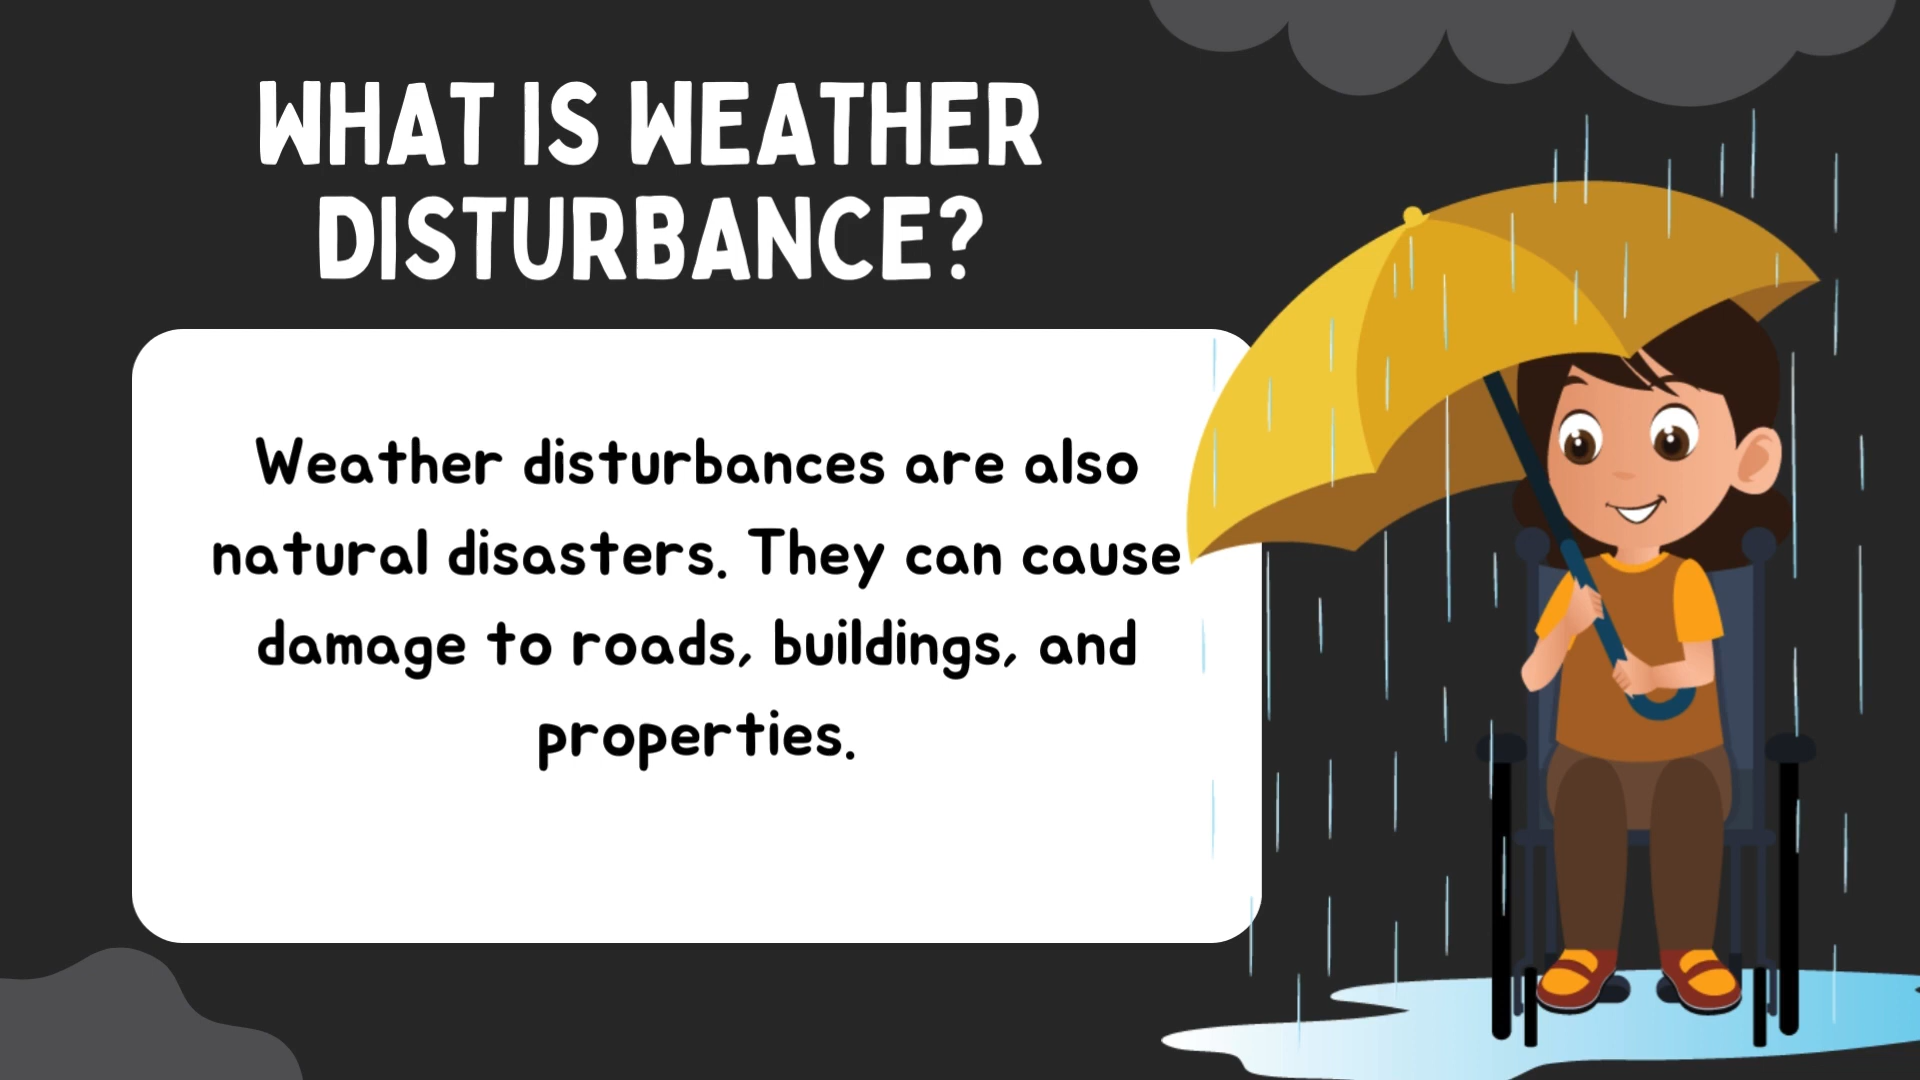 WHAT IS WEATHER
DISTURBANCE?
Weather disturbances are also
natural disasters. They can cause
damage to roads, buildings, and
properties.